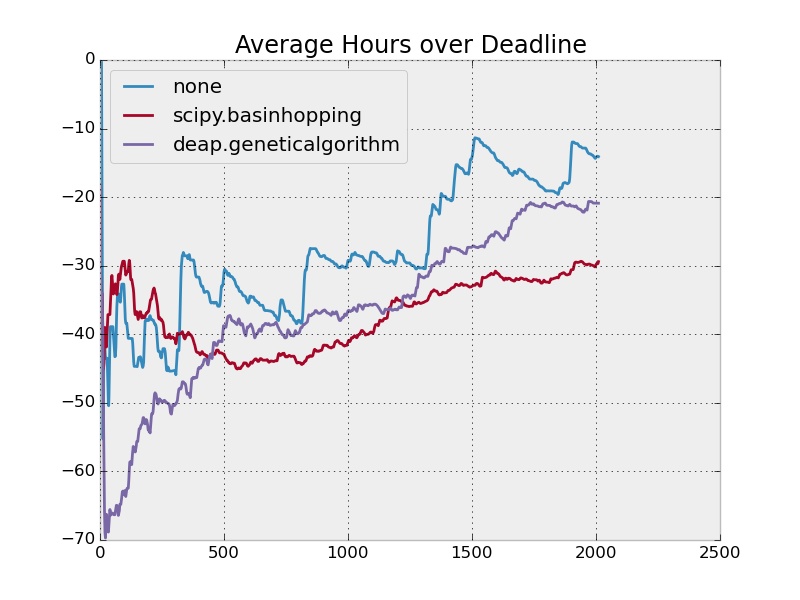 Average Hours over Deadline
none
scipy.basinhopping
deap.geneticalgorithm
0
−10
−20
−30
−40
−50
−60
−70
0 500 1000 1500 2000 2500